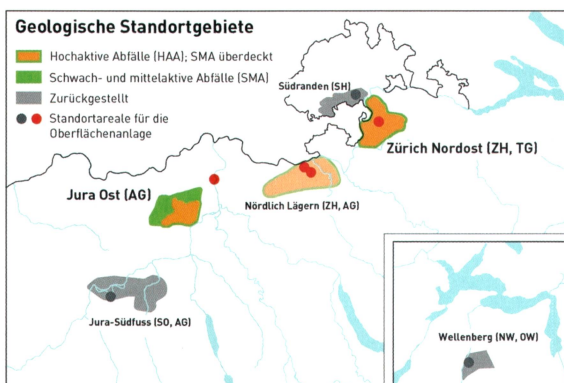 Geologische Standortgebiete
Hochaktive Abfälle (HAA); SMA überdeckt
Schwach- und mittelaktive Abfälle (SMA)
Zurückgestellt
Standortareale für die
Oberflächenanlage
Südranden (SH)
Zürich Nordost (ZH, TG)
Jura Ost (AG)
Nördlich Lägern (ZH, AG)
Jura-Südfuss (SO, AG)
Wellenberg (NW, OW)